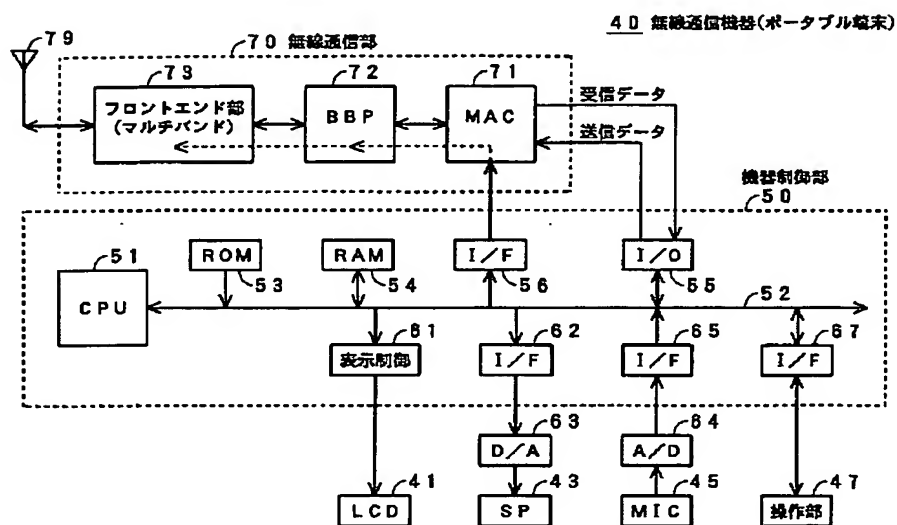 ４０ 無線通信機器(ポータブル端末)
７９
７０ 無線通信部
７３
フロントエンド部
(マルチバンド)
７２
ＢＢＰ
７１
ＭＡＣ
受信データ
送信データ
機器制御部
５０
５１
ＣＰＵ
ＲＯＭ
５３
ＲＡＭ
５４
Ｉ／Ｆ
５６
Ｉ／Ｏ
５５
５２
６１
表示制御
６２
Ｉ／Ｆ
６５
Ｉ／Ｆ
６７
Ｉ／Ｆ
６３
Ｄ／Ａ
６４
Ａ／Ｄ
４１
ＬＣＤ
４３
ＳＰ
４５
ＭＩＣ
４７
操作部